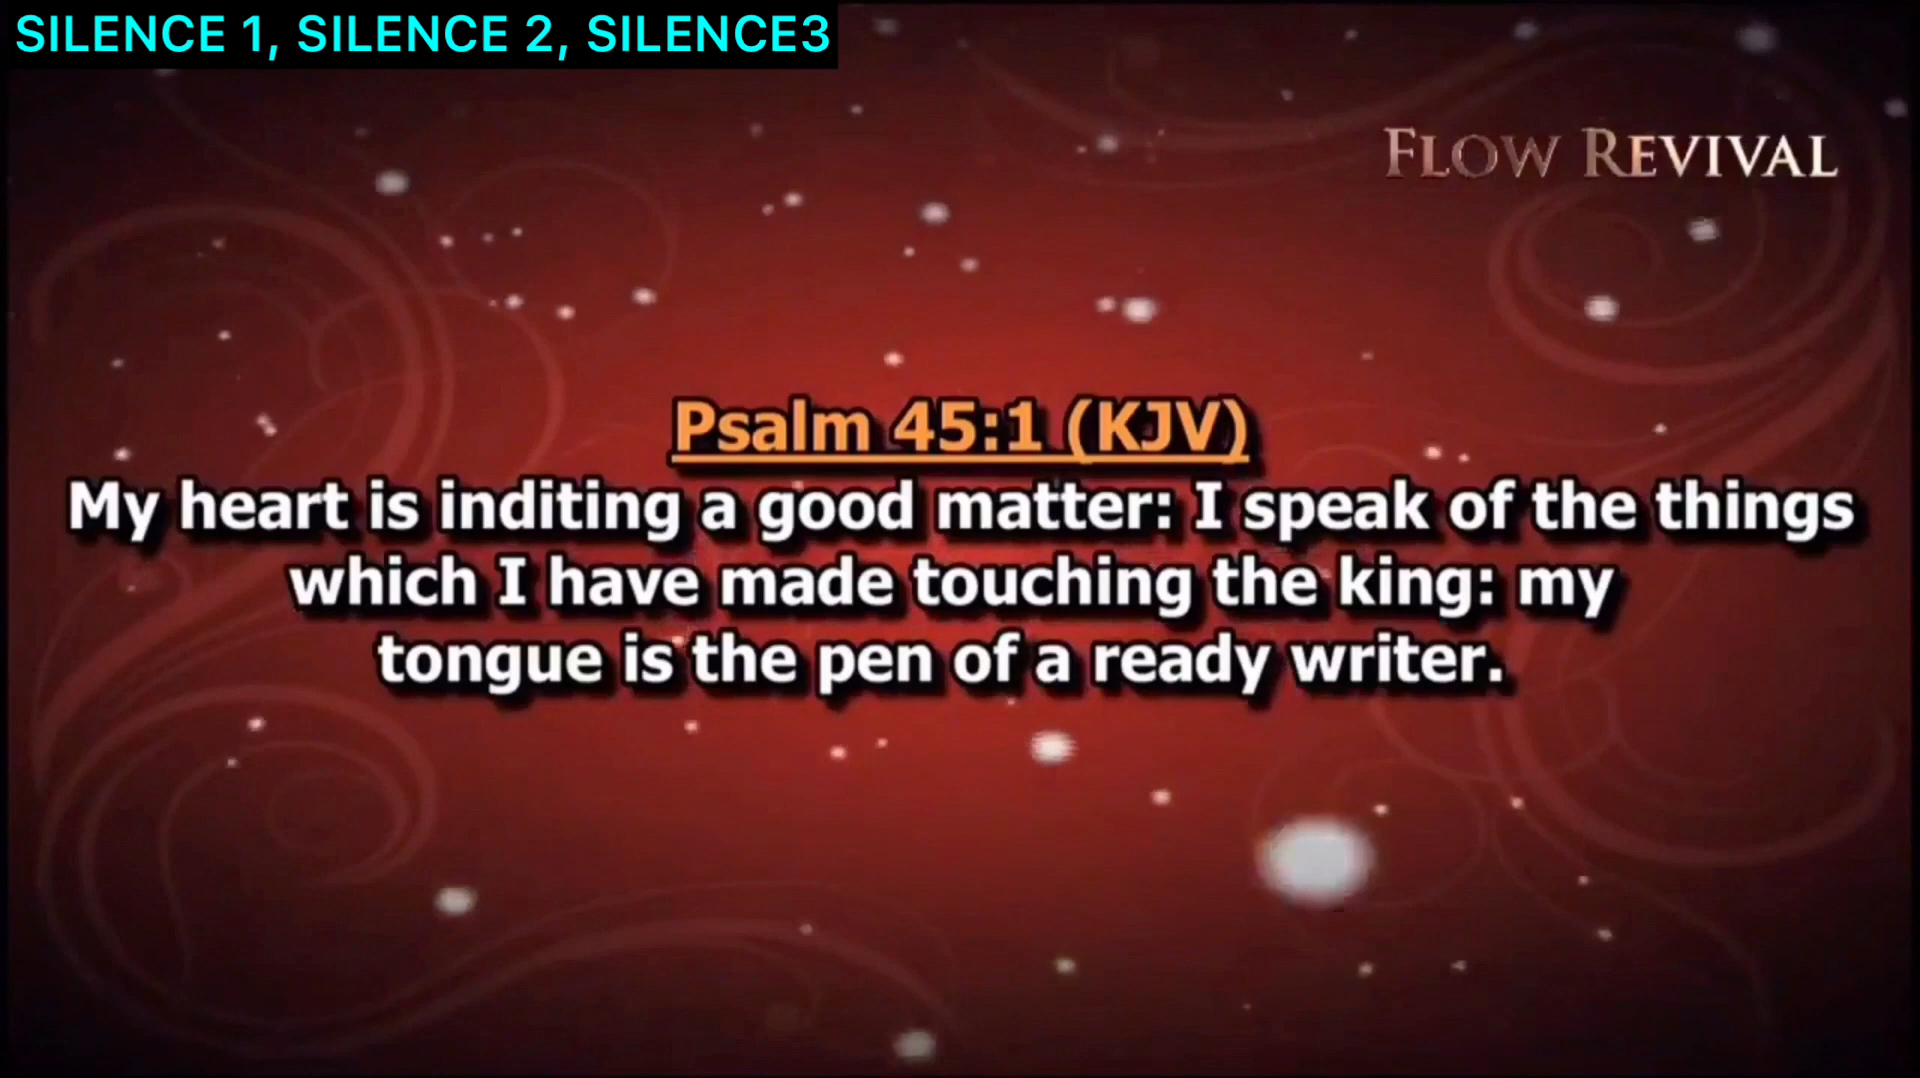 SILENCE 1, SILENCE 2, SILENCE3
FLOW REVIVAL
Psalm 45:1 (KJV)
My heart is inditing a good matter: I speak of the things
which I have made touching the king: my
tongue is the pen of a ready writer.